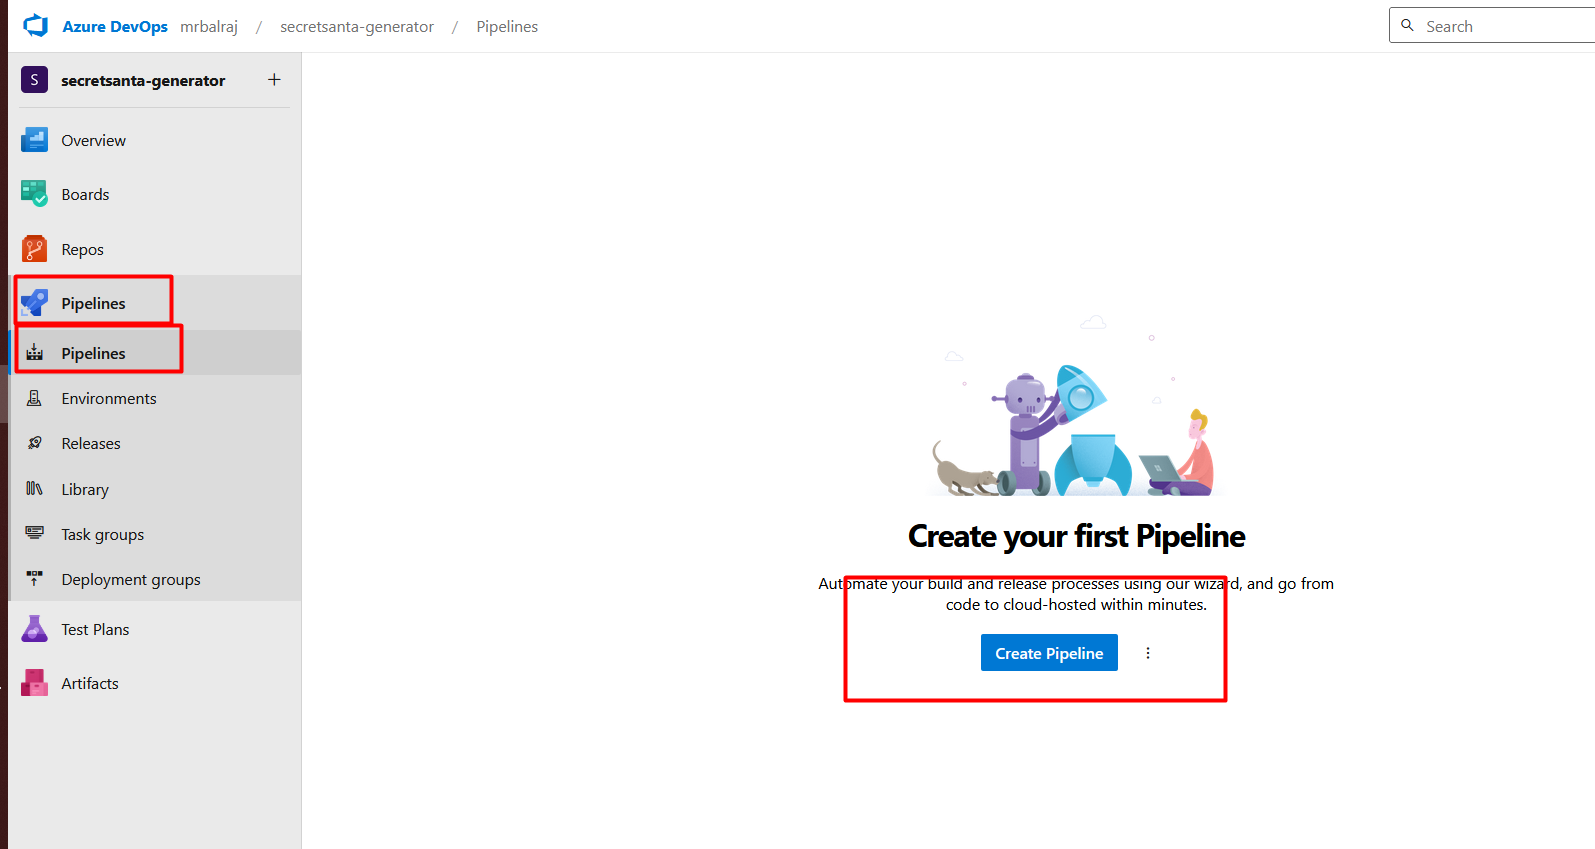 Azure DevOps mrbalraj / secretsanta-generator / Pipelines
Search
S secretsanta-generator +
Overview
Boards
Repos
Pipelines
Pipelines
Environments
Releases
Library
Task groups
Deployment groups
Test Plans
Artifacts
Create your first Pipeline
Automate your build and release processes using our wizard, and go from
code to cloud-hosted within minutes.
Create Pipeline